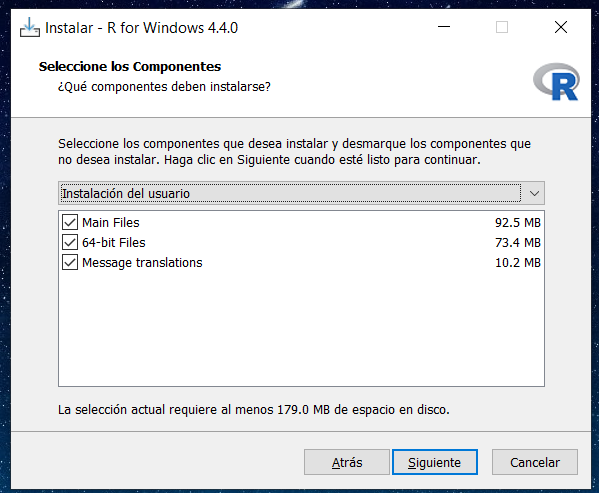 Instalar - R for Windows 4.4.0
Seleccione los Componentes
¿Qué componentes deben instalarse?
R
Seleccione los componentes que desea instalar y desmarque los componentes que
no desea instalar. Haga clic en Siguiente cuando esté listo para continuar.
Instalación del usuario
Main Files 92.5 MB
64-bit Files 73.4 MB
Message translations 10.2 MB
La selección actual requiere al menos 179.0 MB de espacio en disco.
Atrás Siguiente Cancelar